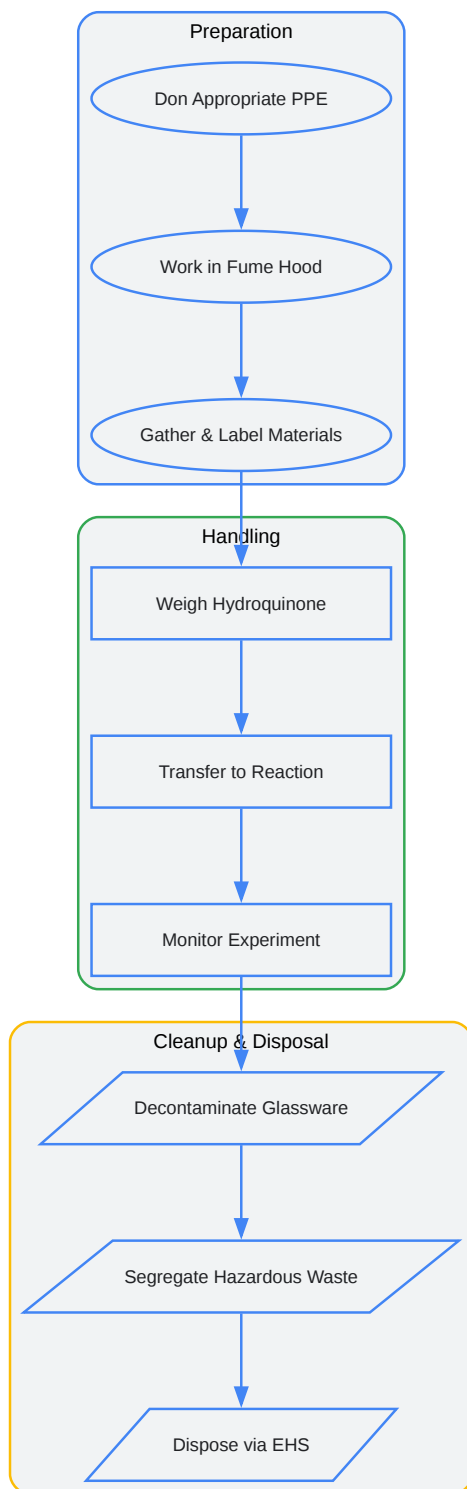 Preparation
Don Appropriate PPE
Work in Fume Hood
Gather & Label Materials
Handling
Weigh Hydroquinone
Transfer to Reaction
Monitor Experiment
Cleanup & Disposal
Decontaminate Glassware
Segregate Hazardous Waste
Dispose via EHS